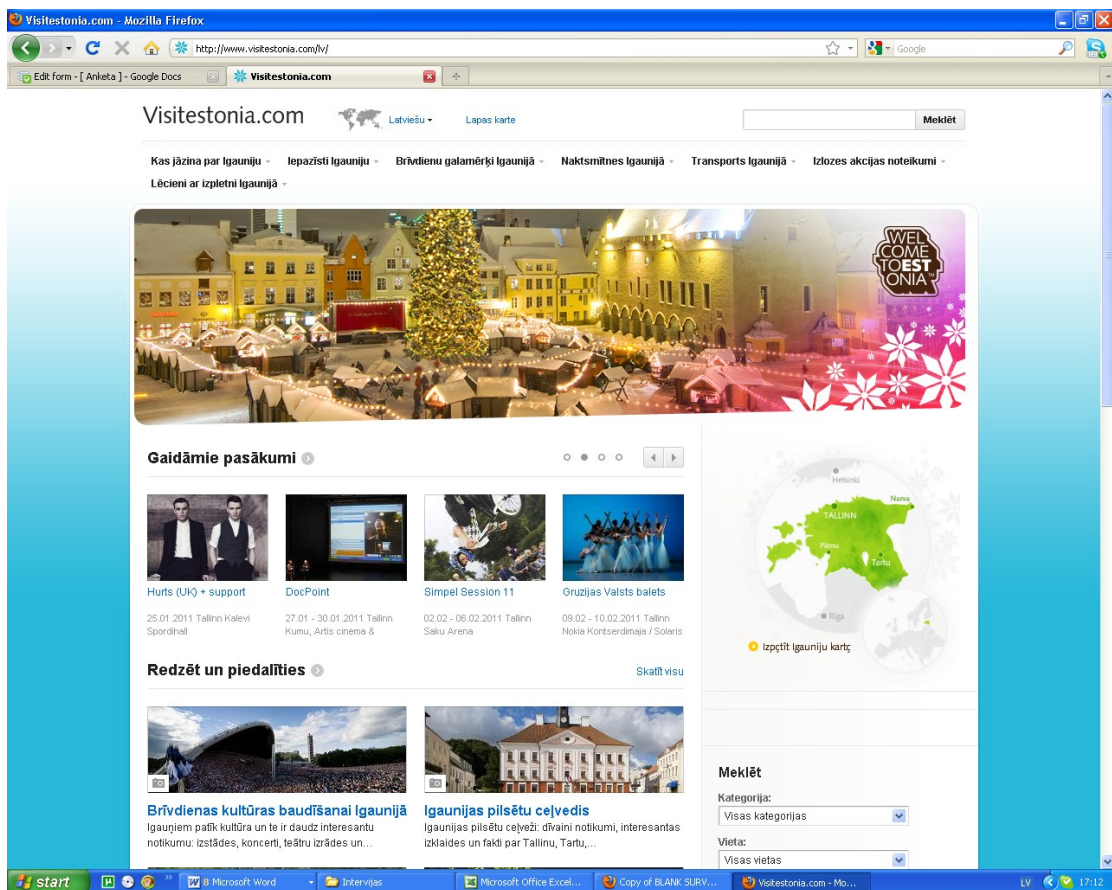 Visitestonia.com - Mozilla Firefox
http://www.visitestonia.com/lv/
Google
Edit form - [ Anketa ] - Google Docs
Visitestonia.com
Visitestonia.com
Latviešu
Lapas karte
Meklēt
Kas jāzina par Igauniju
Iepazīsti Igauniju
Brīvdienu galamērķi Igaunijā
Naktsmītnes Igaunijā
Transports Igaunijā
Izlozes akcijas noteikumi
Lēcieni ar izpletni Igaunijā
WEL
COME
TO EST
ONIA
Gaidāmie pasākumi
Hurts (UK) + support
25.01.2011 Tallinn Kalevi
Spordihall
DocPoint
27.01 - 30.01.2011 Tallinn
Kumu, Artis cinema &
Simpel Session 11
02.02 - 06.02.2011 Tallinn
Saku Arena
Gruzijas Valsts balets
09.02 - 10.02.2011 Tallinn
Nokia Kontserdimaja / Solaris
Helsinki
Narva
TALLINN
Pärnu
Tartu
Riga
Izpētīt Igauniju kartē
Redzēt un piedalīties
Skatīt visu
Brīvdienas kultūras baudīšanai Igaunijā
Igauņiem patīk kultūra un te ir daudz interesantu
notikumu: izstādes, koncerti, teātru izrādes un...
Igaunijas pilsētu ceļvedis
Igaunijas pilsētu ceļveži: dīvaini notikumi, interesantas
izklaides un fakti par Tallinu, Tartu,...
Meklēt
Kategorija:
Visas kategorijas
Vieta:
Visas vietas
start
8 Microsoft Word
Intervijas
Microsoft Office Excel...
Copy of BLANK SURV...
Visitestonia.com - Mo...
LV
17:12